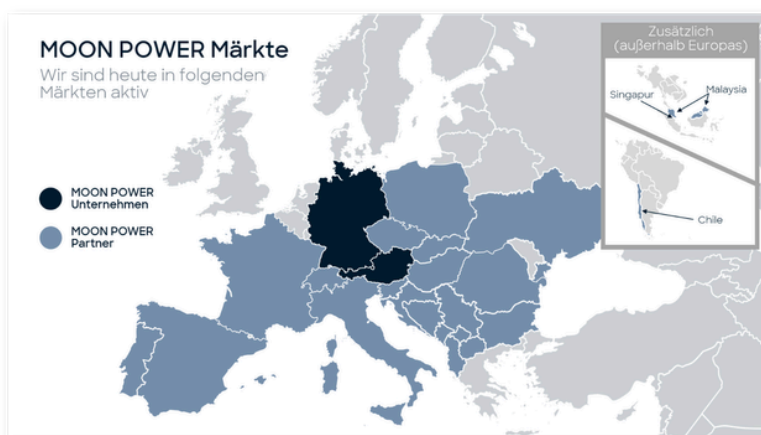 MOON POWER Märkte
Wir sind heute in folgenden
Märkten aktiv
MOON POWER
Unternehmen
MOON POWER
Partner
Zusätzlich
(außerhalb Europas)
Singapur
Malaysia
Chile